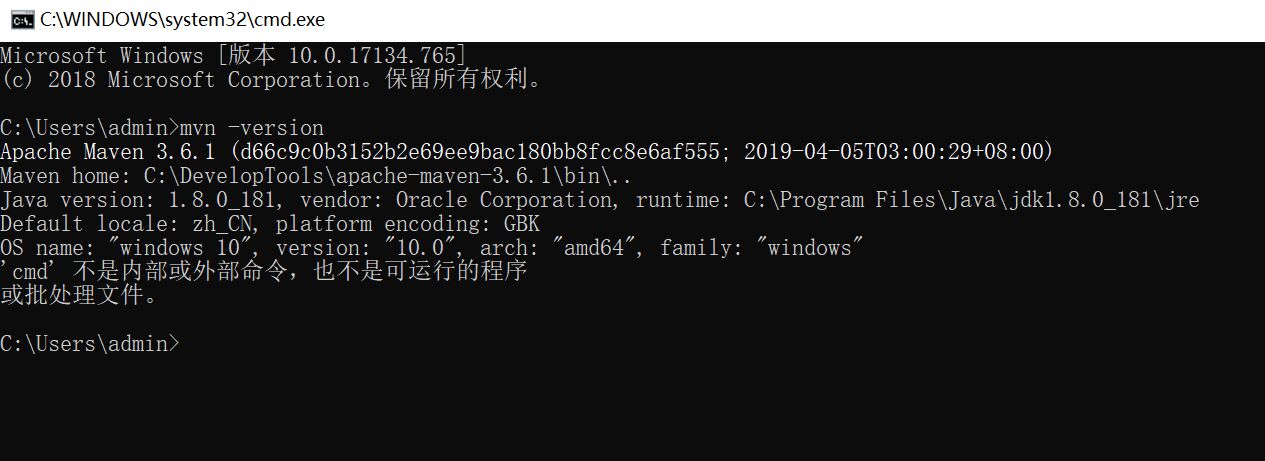 C:\WINDOWS\system32\cmd.exe
Microsoft Windows [版本 10.0.17134.765]
(c) 2018 Microsoft Corporation。保留所有权利。
C:\Users\admin>mvn -version
Apache Maven 3.6.1 (d66c9c0b3152b2e69ee9bac180bb8fcc8e6af555; 2019-04-05T03:00:29+08:00)
Maven home: C:\DevelopTools\apache-maven-3.6.1\bin\..
Java version: 1.8.0_181, vendor: Oracle Corporation, runtime: C:\Program Files\Java\jdk1.8.0_181\jre
Default locale: zh_CN, platform encoding: GBK
OS name: "windows 10", version: "10.0", arch: "amd64", family: "windows"
'cmd' 不是内部或外部命令，也不是可运行的程序
或批处理文件。
C:\Users\admin>